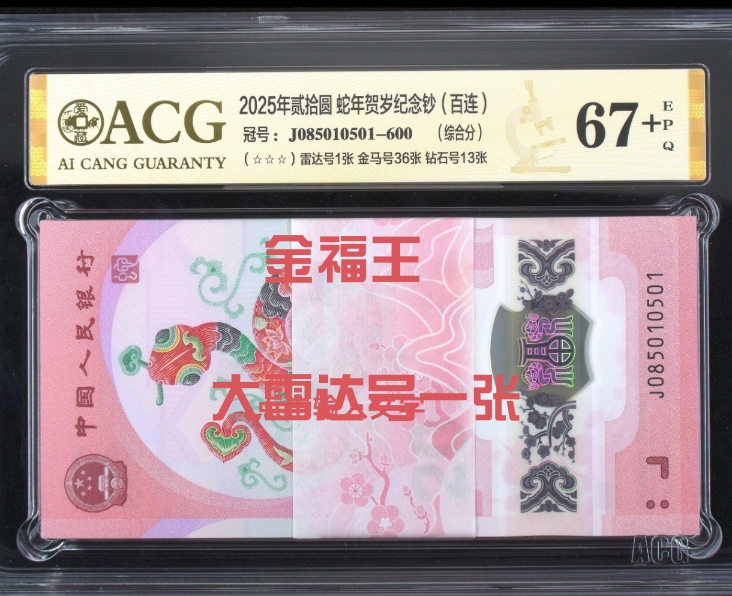 ACG
AI CANG GUARANTY
2025年贰拾圆 蛇年贺岁纪念钞（百连）
冠号：J085010501-600 （综合分）
（☆☆☆）雷达号1张 金马号36张 钻石号13张
67+
EPQ
金福王
大雷达号一张
中國人民銀行
J085010501
ACG